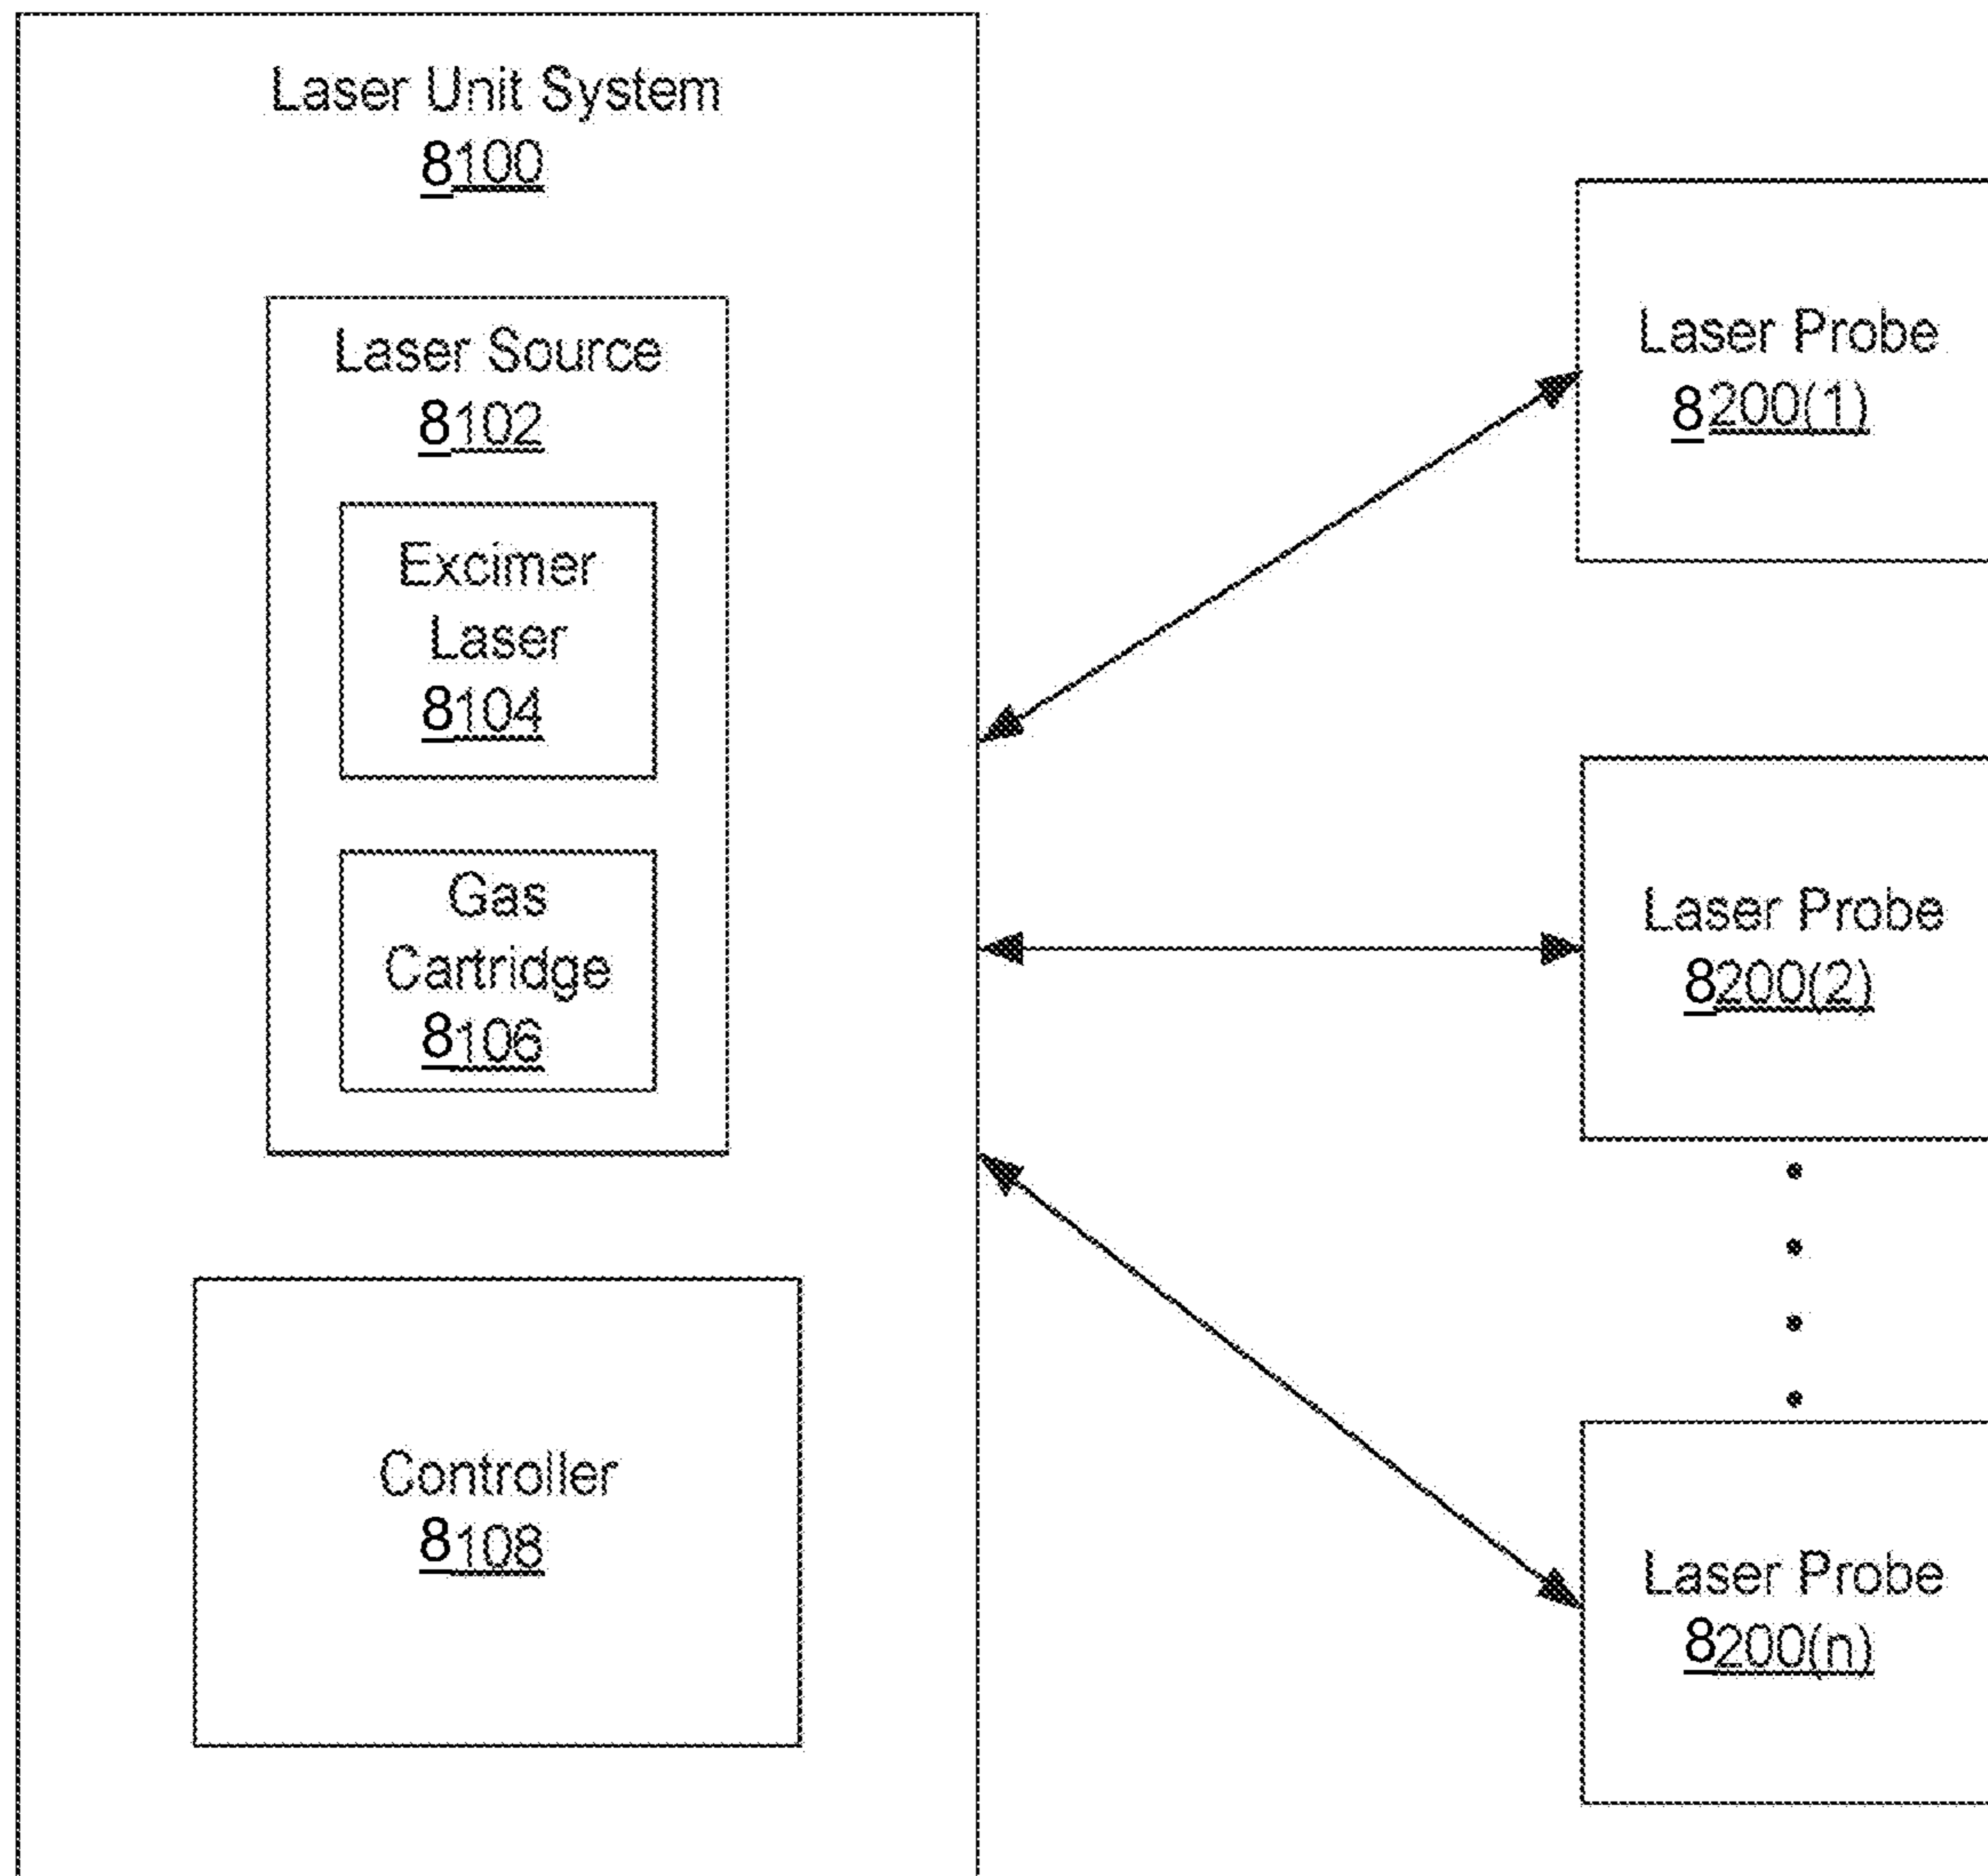 Laser Unit System
8100
Laser Source
8102
Excimer
Laser
8104
Gas
Cartridge
8106
Controller
8108
Laser Probe
8200(1)
Laser Probe
8200(2)
Laser Probe
8200(n)